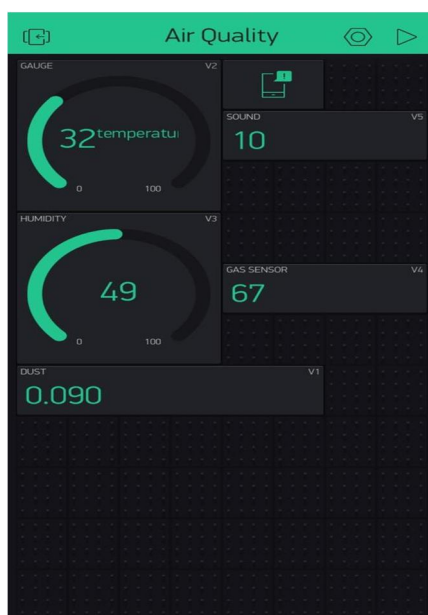 Air Quality
GAUGE V2
32 temperatu
0 100
SOUND V5
10
HUMIDITY V3
49
0 100
GAS SENSOR V4
67
DUST V1
0.090